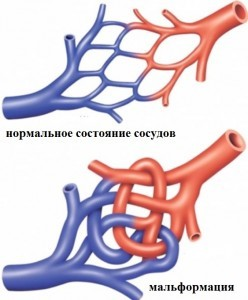 нормальное состояние сосудов
мальформация